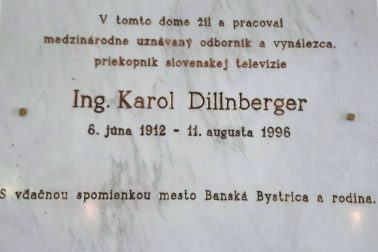 V tomto dome žil a pracoval
medzinárodne uznávaný odborník a vynálezca,
priekopník slovenskej televízie
Ing. Karol Dillnberger
6. júna 1912 - 11. augusta 1996
S vďačnou spomienkou mesto Banská Bystrica a rodina.